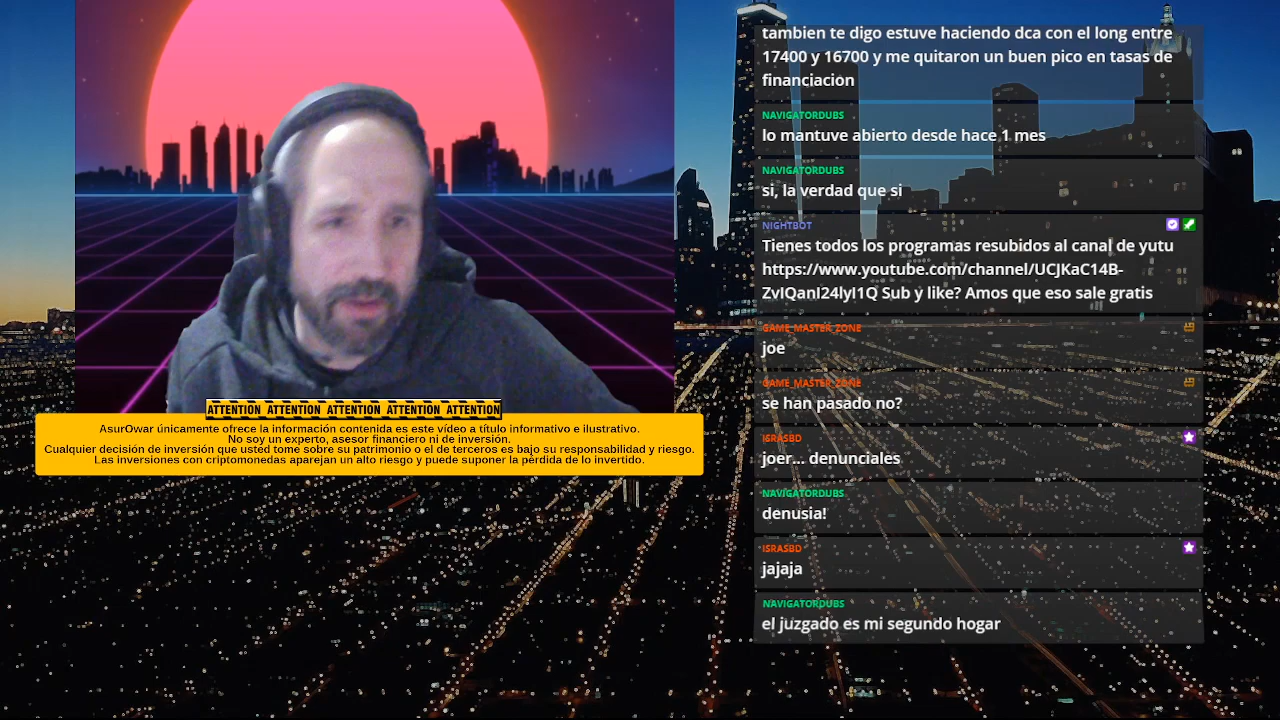 tambien te digo estuve haciendo dca con el long entre
17400 y 16700 y me quitaron un buen pico en tasas de
financiacion
NAVIGATORDUBS
lo mantuve abierto desde hace 1 mes
NAVIGATORDUBS
si, la verdad que si
NIGHTBOT
Tienes todos los programas resubidos al canal de yutu
https://www.youtube.com/channel/UCJKaC14B-
ZvIQanI24lyI1Q Sub y like? Amos que eso sale gratis
GAME_MASTER_ZONE
joe
GAME_MASTER_ZONE
se han pasado no?
ISRASBD
joer... denunciales
NAVIGATORDUBS
denusia!
ISRASBD
jajaja
NAVIGATORDUBS
el juzgado es mi segundo hogar
ATTENTION ATTENTION ATTENTION ATTENTION ATTENTION
AsurOwar únicamente ofrece la información contenida es este vídeo a título informativo e ilustrativo.
No soy un experto, asesor financiero ni de inversión.
Cualquier decisión de inversión que usted tome sobre su patrimonio o el de terceros es bajo su responsabilidad y riesgo.
Las inversiones con criptomonedas aparejan un alto riesgo y puede suponer la pérdida de lo invertido.